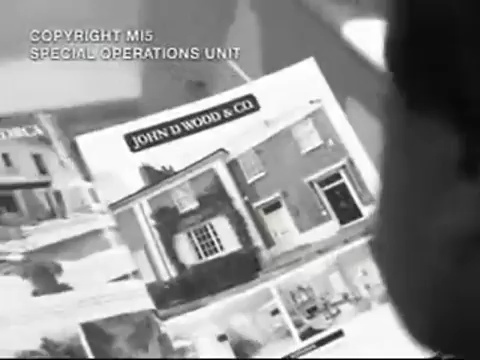 COPYRIGHT MI5
SPECIAL OPERATIONS UNIT
JOHN D WOOD & CO.